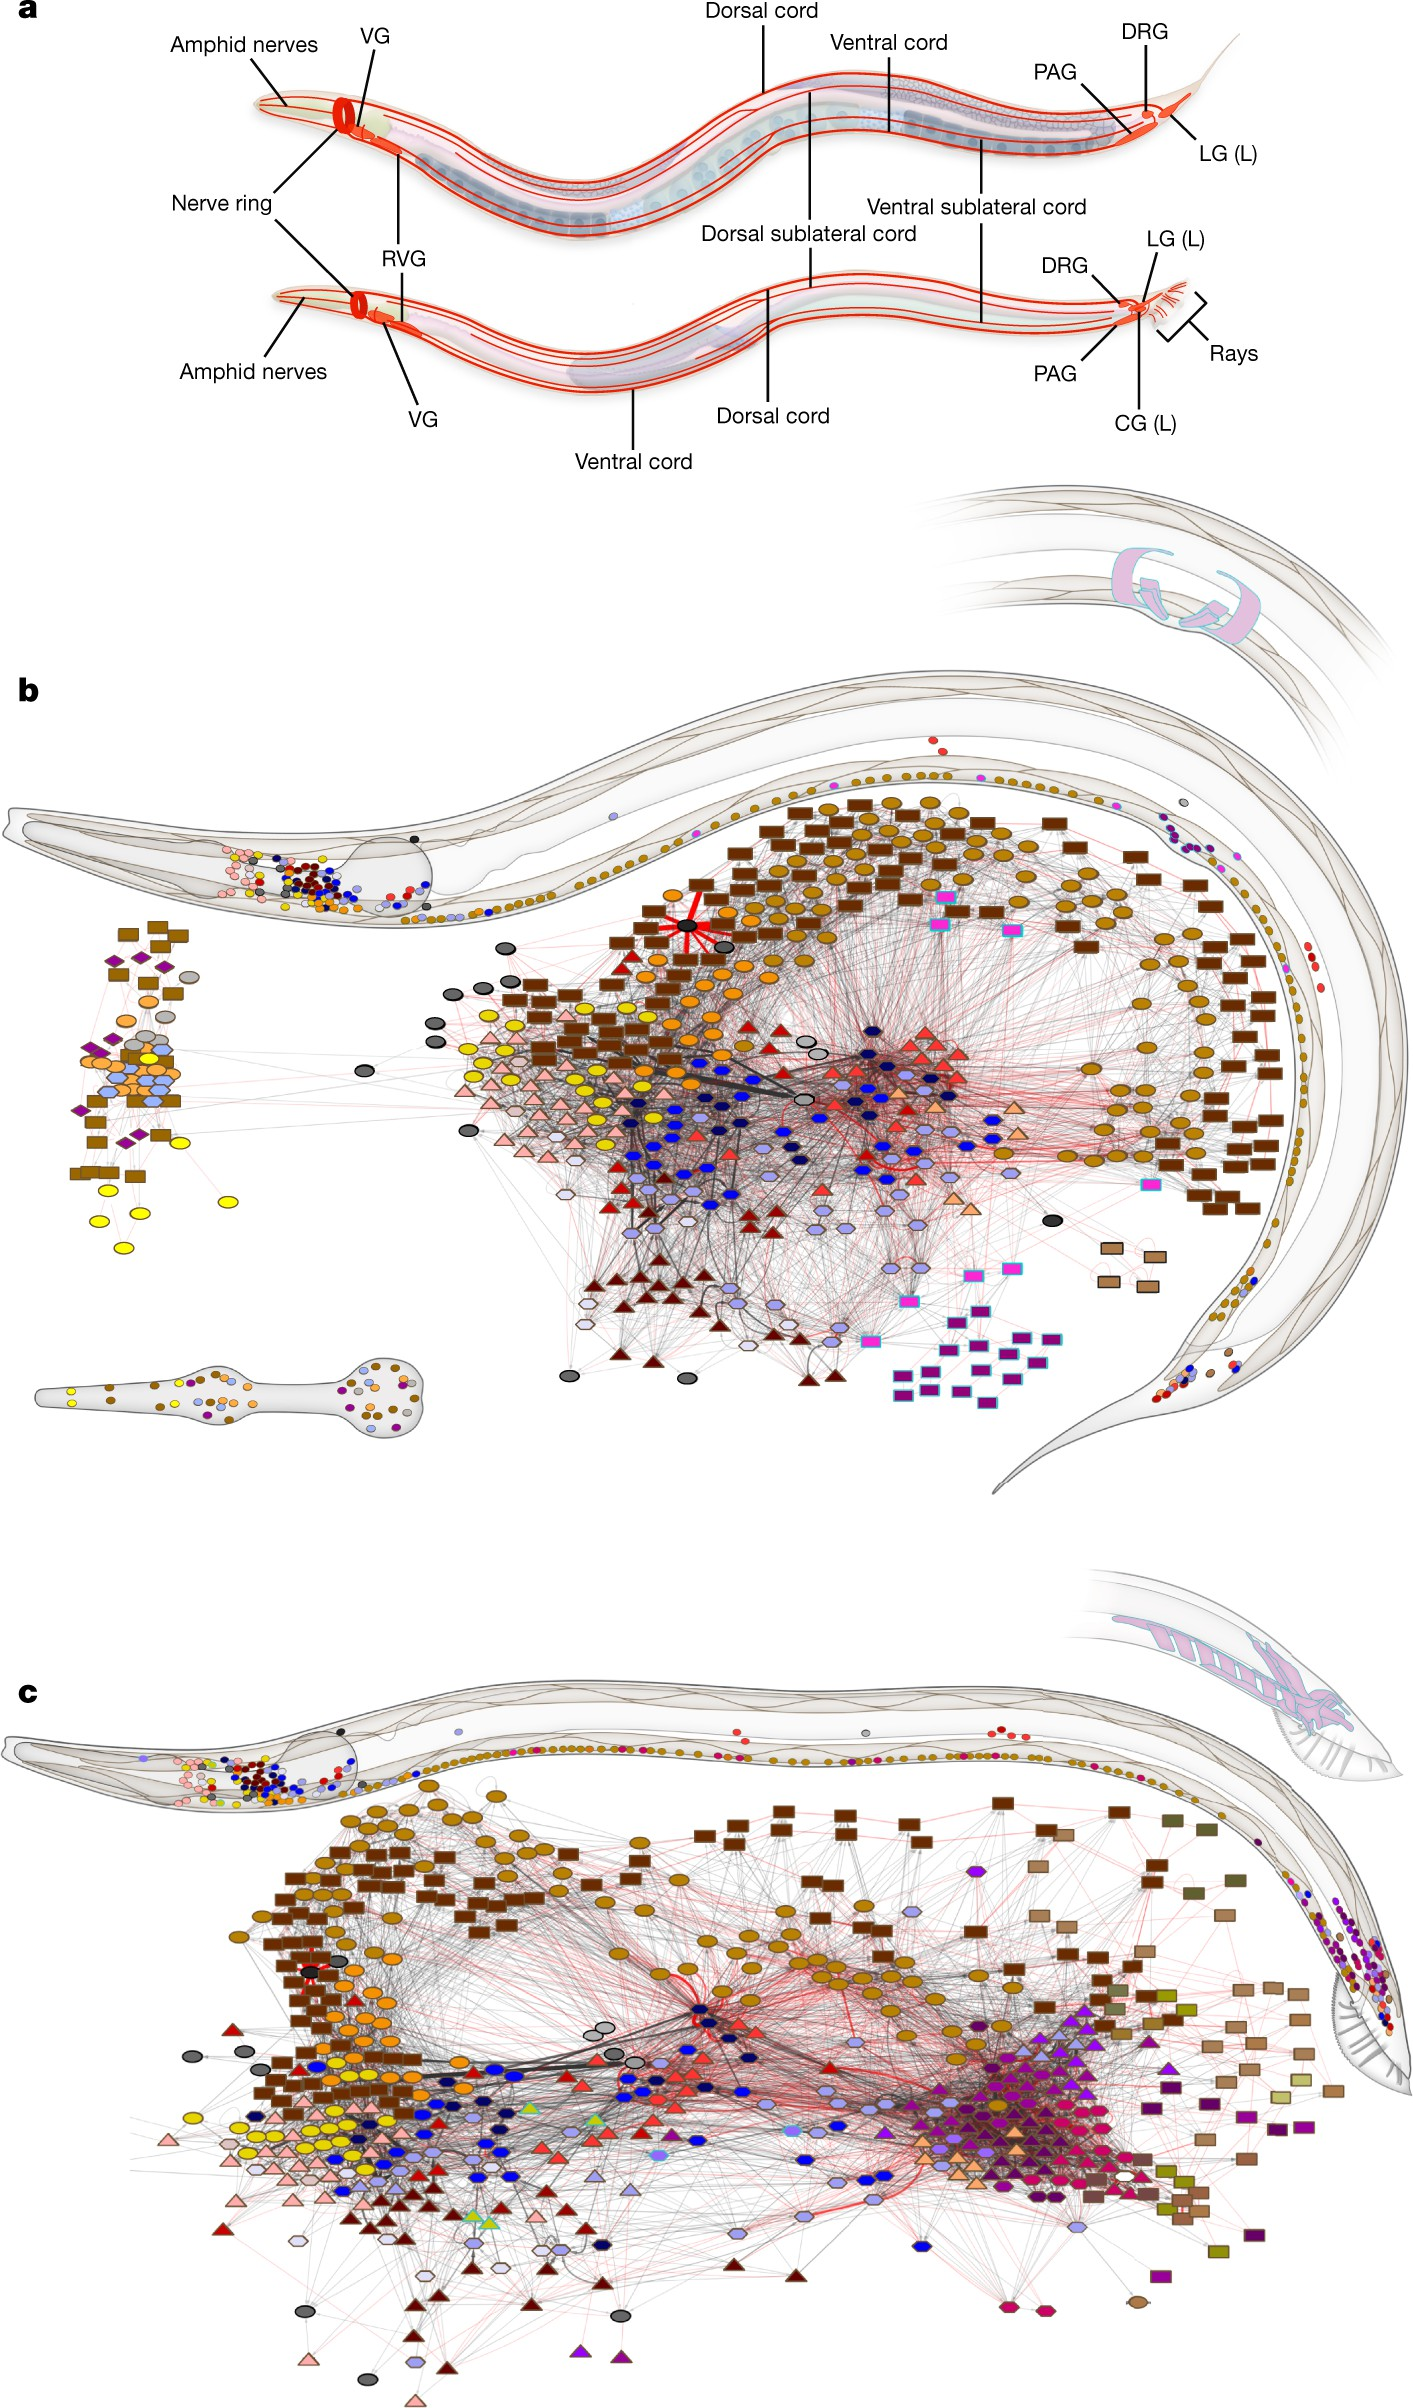 a
Dorsal cord
DRG
VG
Ventral cord
Amphid nerves
PAG
LG (L)
Nerve ring
Ventral sublateral cord
Dorsal sublateral cord
LG (L)
RVG
DRG
Rays
Amphid nerves
PAG
Dorsal cord
VG
CG (L)
Ventral cord
b
c